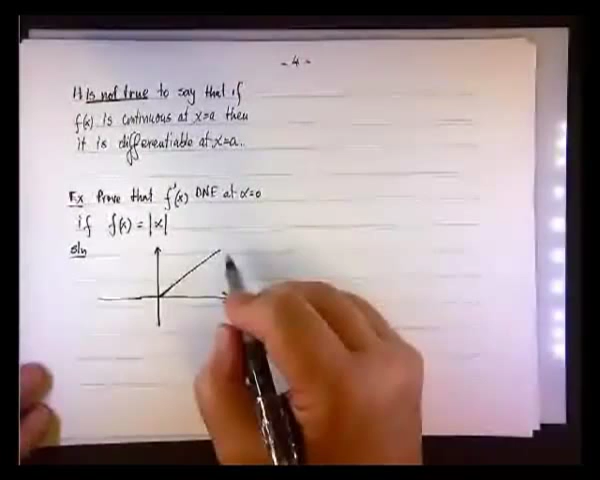 - 4 -
It is not true to say that if
f(x) is continuous at x=a then
it is differentiable at x=a.
Ex Prove that f'(x) DNE at x=0
if f(x) = |x|
sln